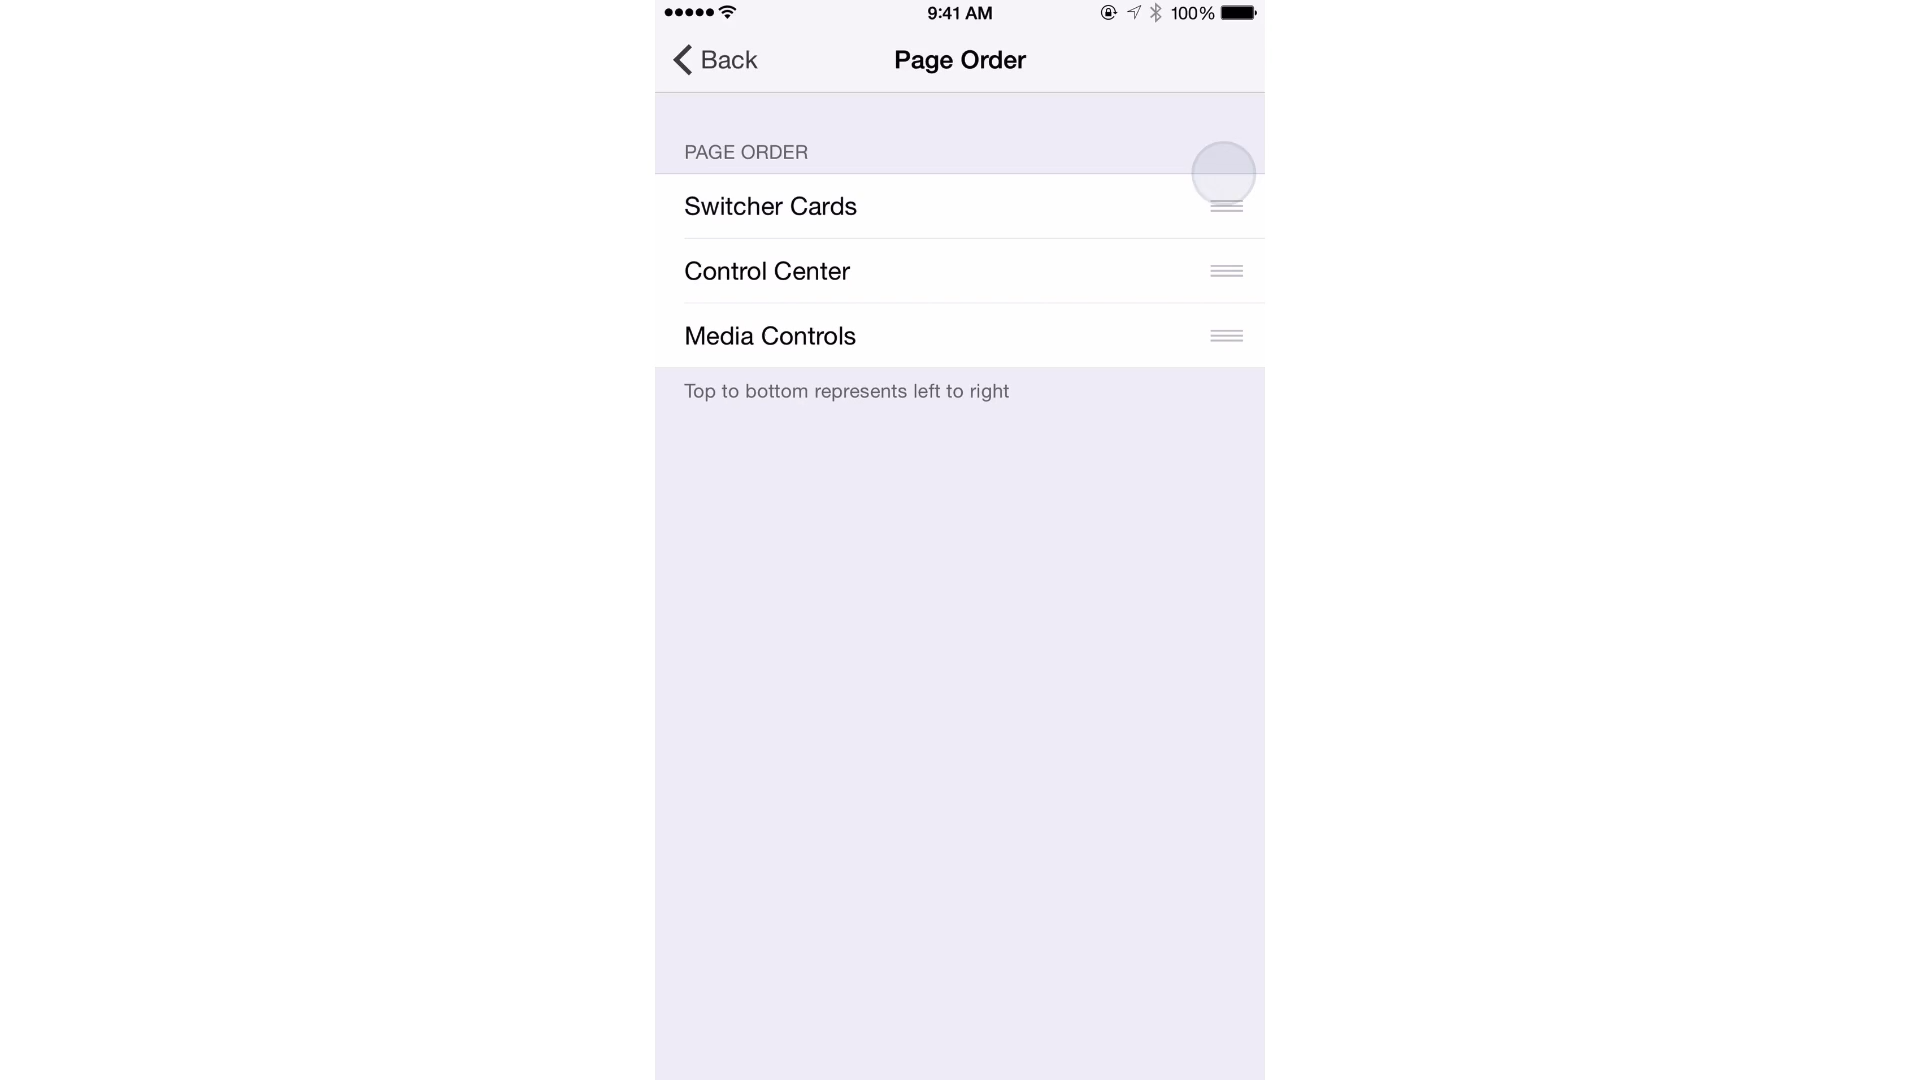 9:41 AM 100%
Back Page Order
PAGE ORDER
Switcher Cards
Control Center
Media Controls
Top to bottom represents left to right